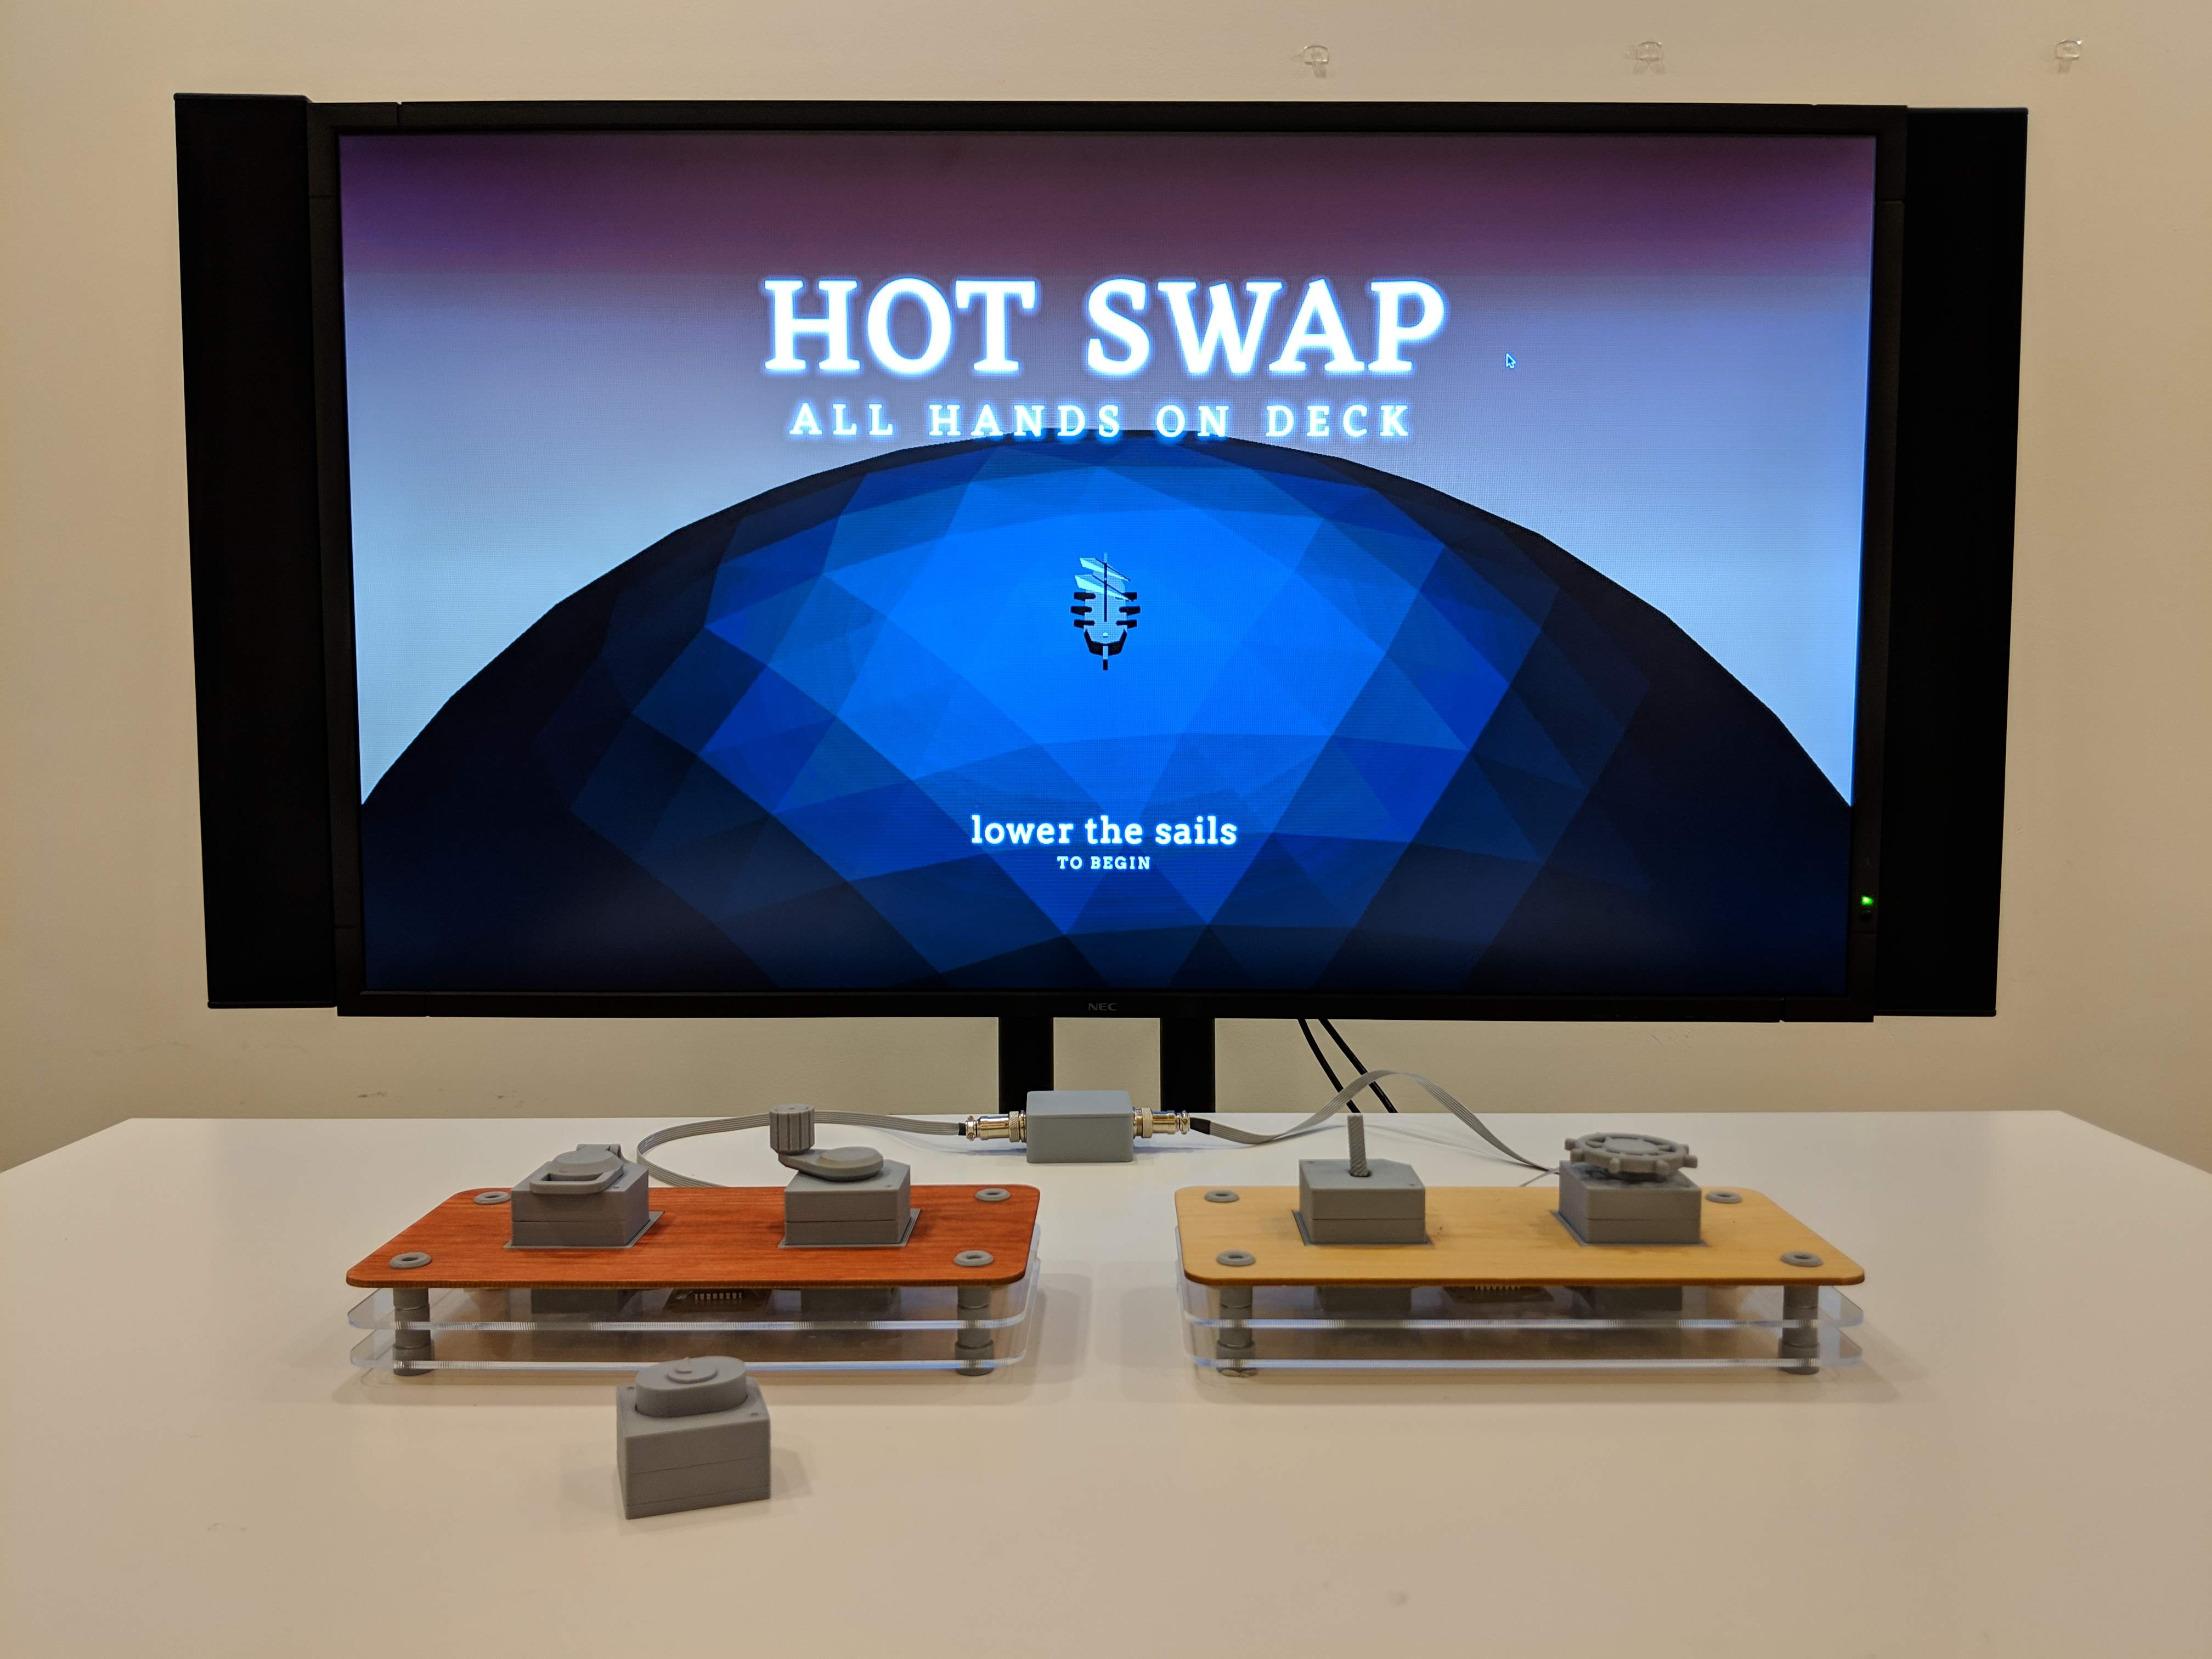 HOT SWAP
ALL HANDS ON DECK
lower the sails
TO BEGIN
NEC